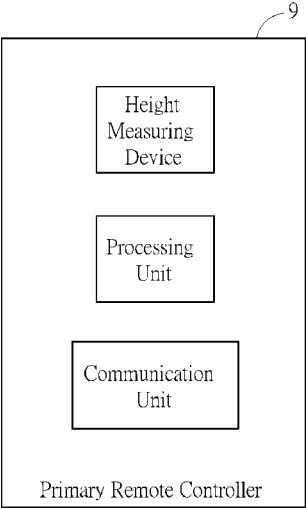 9
Height
Measuring
Device
Processing
Unit
Communication
Unit
Primary Remote Controller